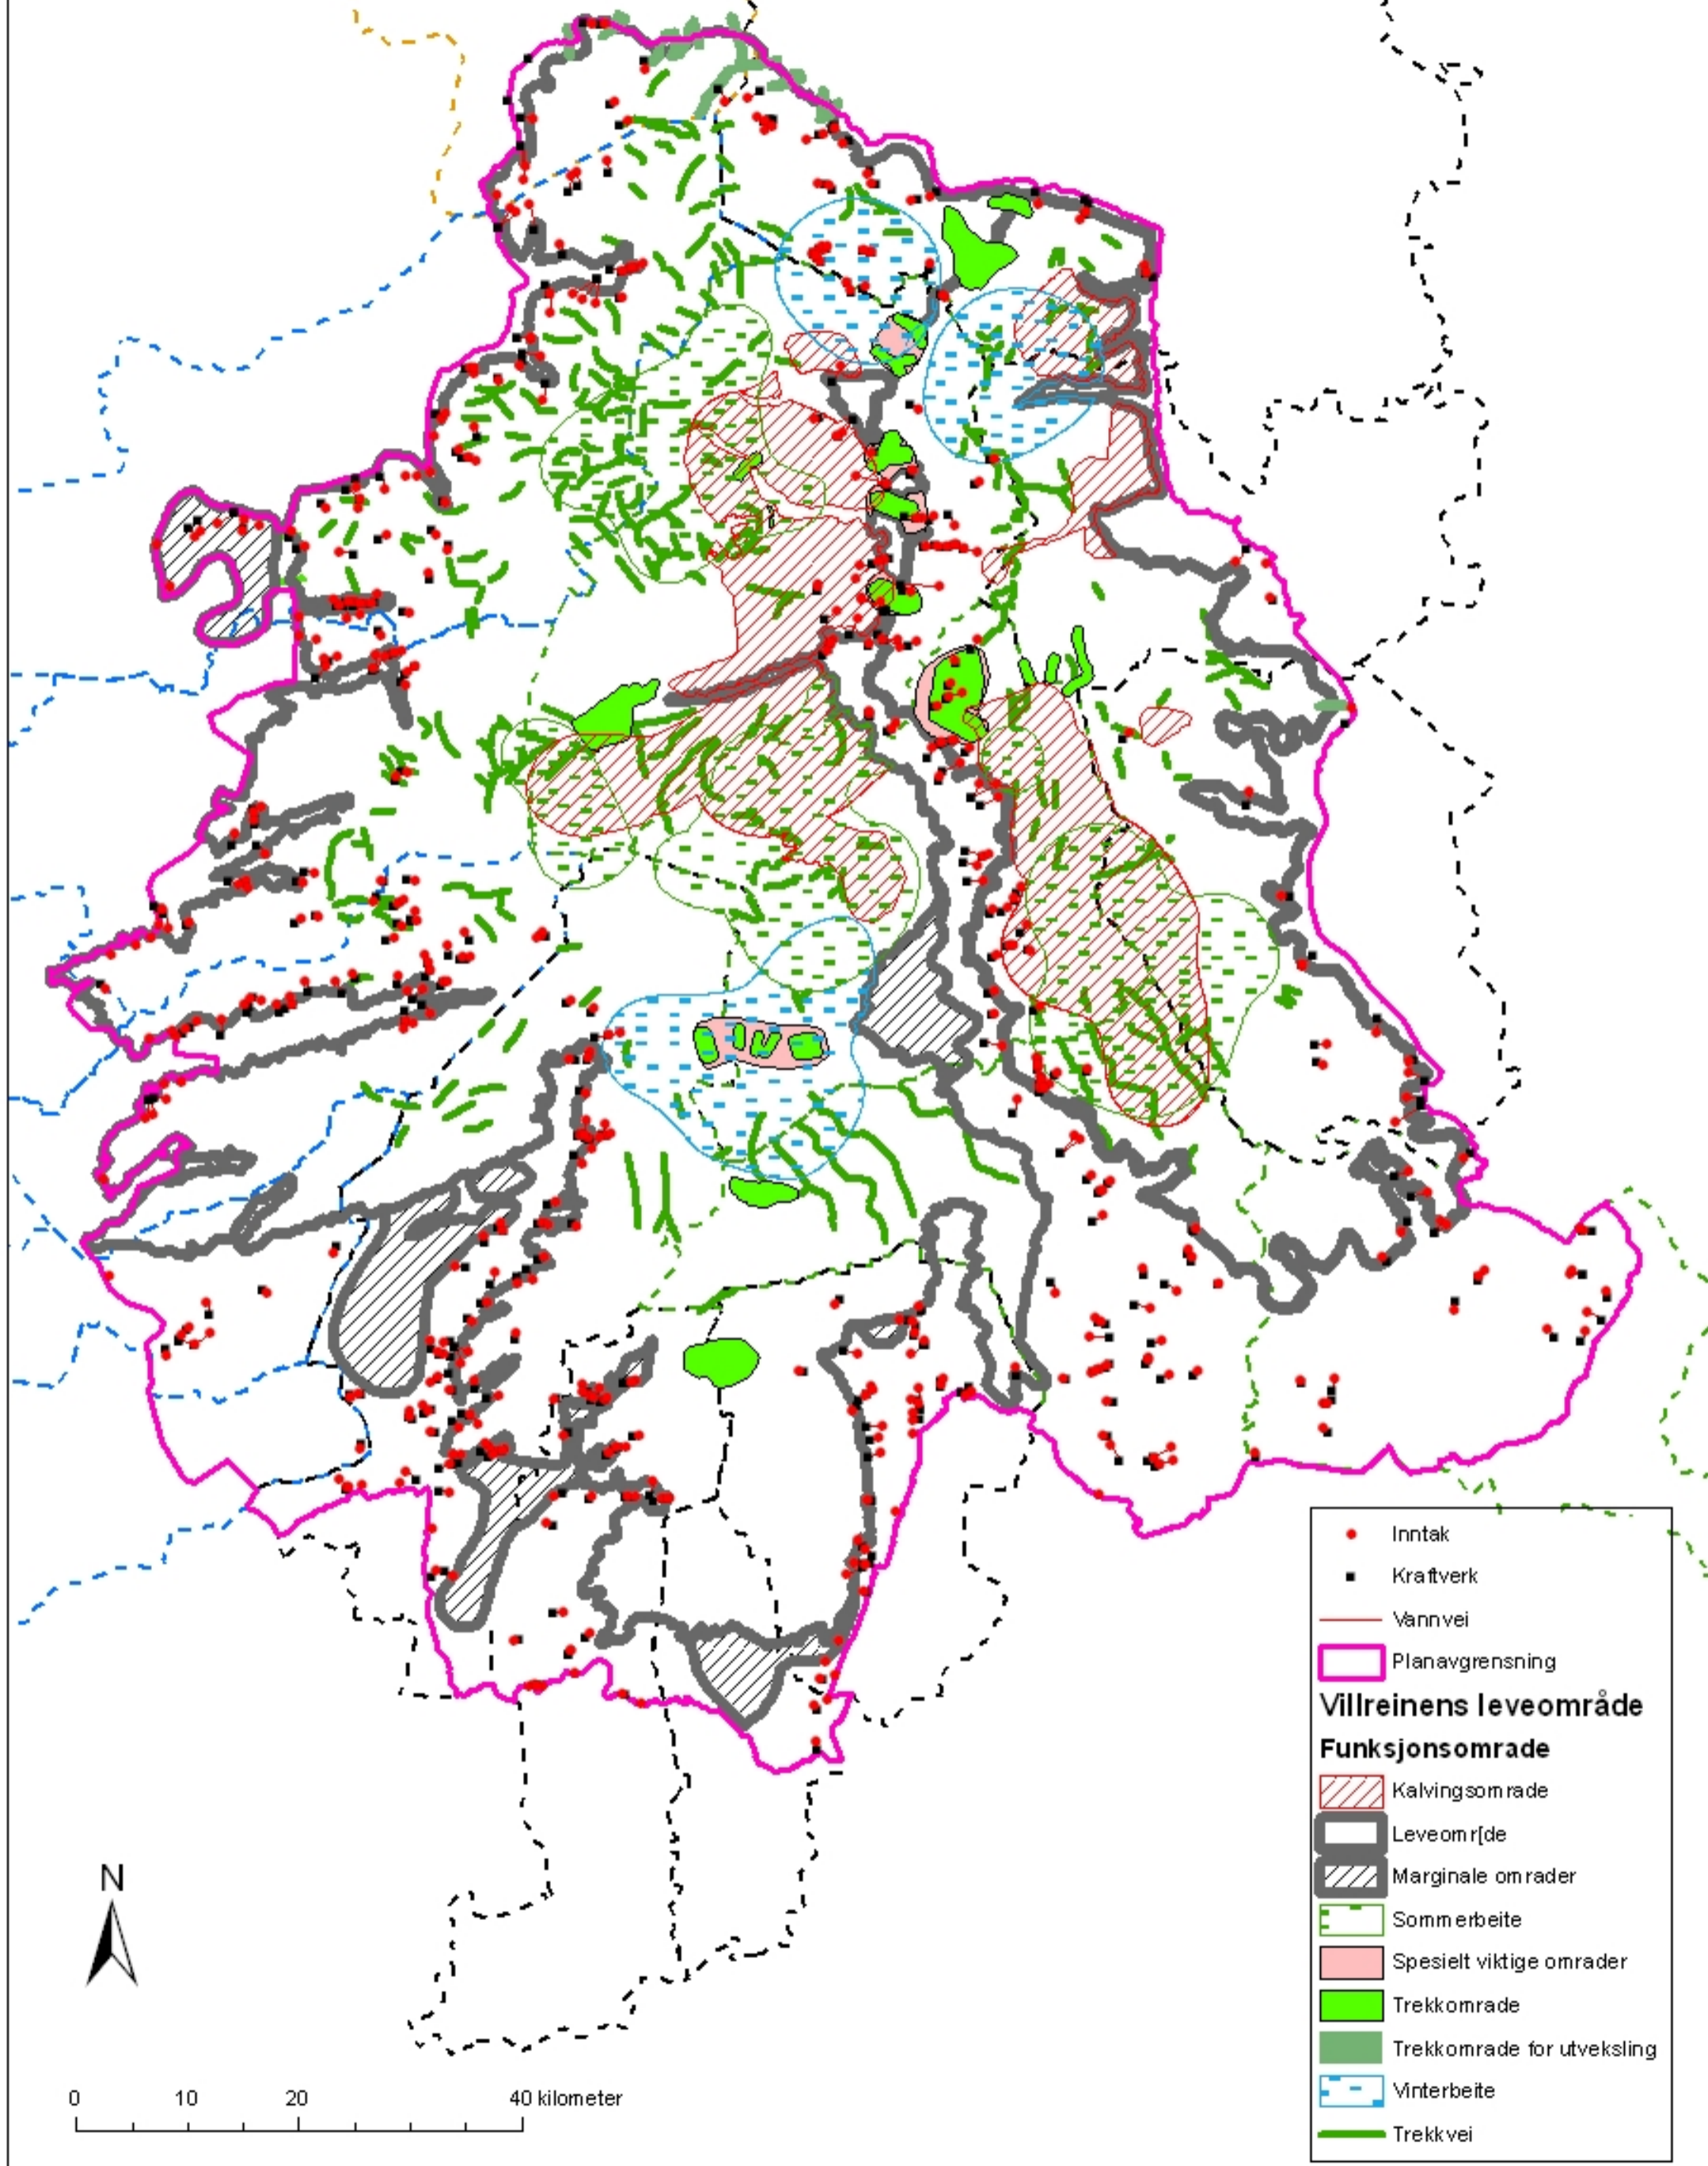 Inntak
Kraftverk
Vannvei
Planavgrensning
Villreinens leveområde
Funksjonsomrade
Kalvingsomrade
Leveomr[de
Marginale omrader
Sommerbeite
Spesielt viktige omrader
Trekkomrade
Trekkomrade for utveksling
Vinterbeite
Trekkvei
N
0 10 20 40 kilometer